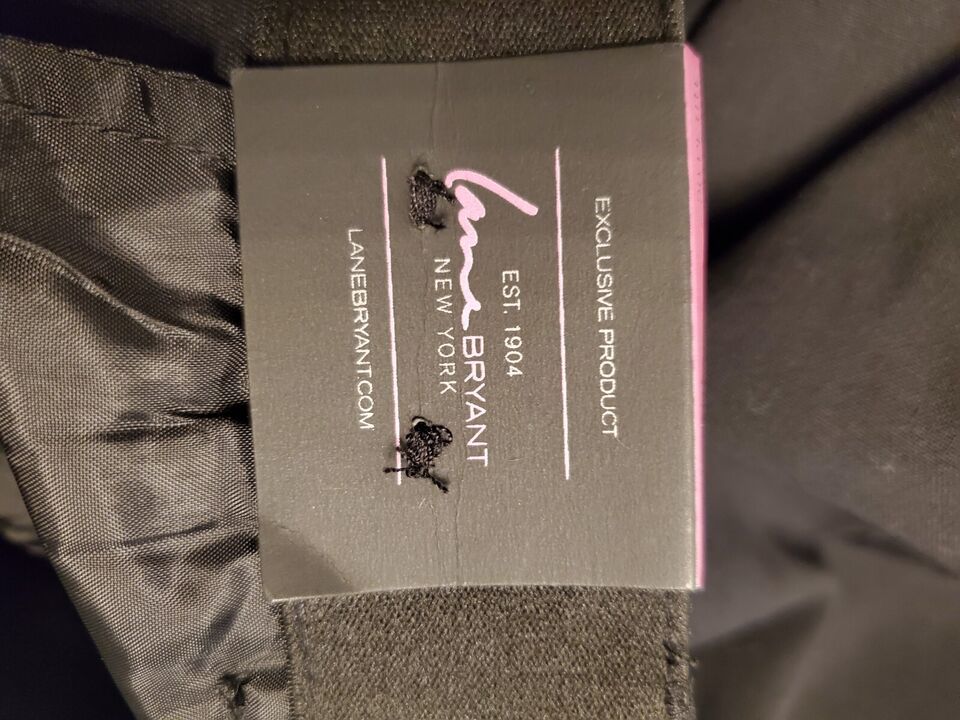 EXCLUSIVE PRODUCT
EST. 1904
Lane BRYANT
NEW YORK
LANEBRYANT.COM